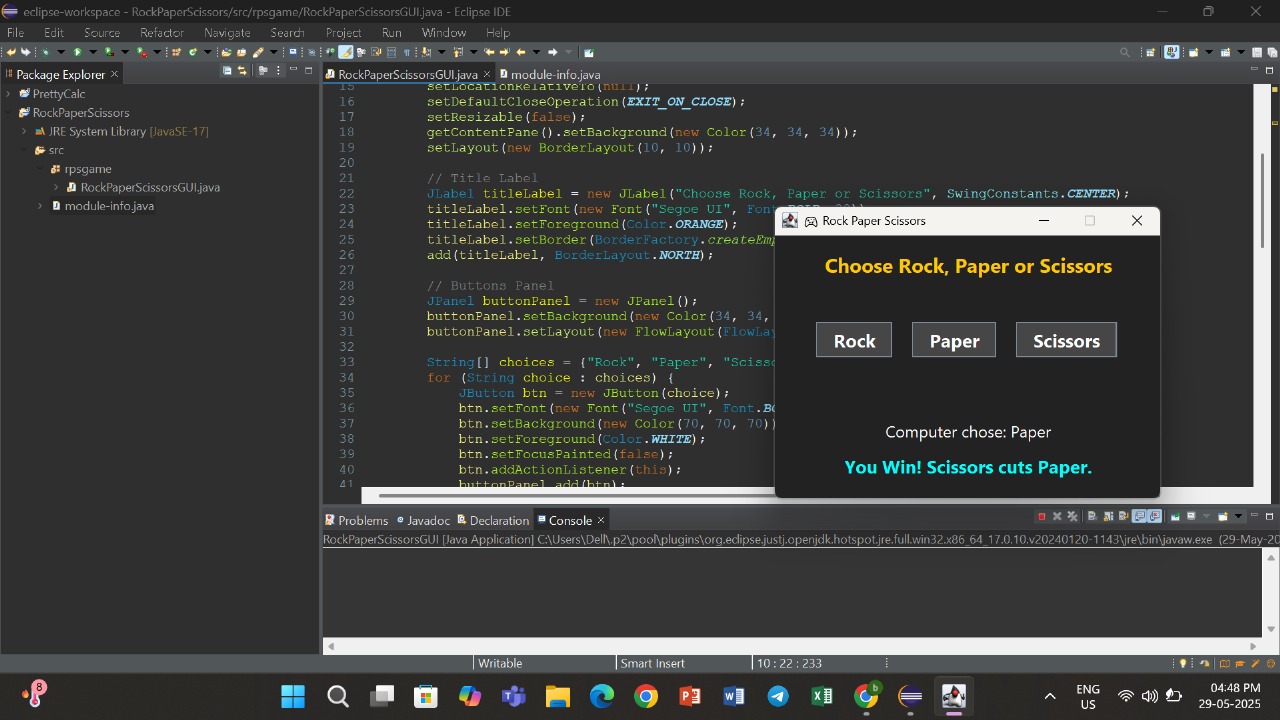 eclipse-workspace - RockPaperScissors/src/rpsgame/RockPaperScissorsGUI.java - Eclipse IDE
File Edit Source Refactor Navigate Search Project Run Window Help
Package Explorer
PrettyCalc
RockPaperScissors
JRE System Library [JavaSE-17]
src
rpsgame
RockPaperScissorsGUI.java
module-info.java
RockPaperScissorsGUI.java module-info.java
15 setLocationRelativeTo(null);
16 setDefaultCloseOperation(EXIT_ON_CLOSE);
17 setResizable(false);
18 getContentPane().setBackground(new Color(34, 34, 34));
19 setLayout(new BorderLayout(10, 10));
20
21 // Title Label
22 JLabel titleLabel = new JLabel("Choose Rock, Paper or Scissors", SwingConstants.CENTER);
23 titleLabel.setFont(new Font("Segoe UI", Font
24 titleLabel.setForeground(Color.ORANGE);
25 titleLabel.setBorder(BorderFactory.createEmp
26 add(titleLabel, BorderLayout.NORTH);
27
28 // Buttons Panel
29 JPanel buttonPanel = new JPanel();
30 buttonPanel.setBackground(new Color(34, 34,
31 buttonPanel.setLayout(new FlowLayout(FlowLay
32
33 String[] choices = {"Rock", "Paper", "Scisso
34 for (String choice : choices) {
35 JButton btn = new JButton(choice);
36 btn.setFont(new Font("Segoe UI", Font.BO
37 btn.setBackground(new Color(70, 70, 70))
38 btn.setForeground(Color.WHITE);
39 btn.setFocusPainted(false);
40 btn.addActionListener(this);
41 buttonPanel.add(btn);
Rock Paper Scissors
Choose Rock, Paper or Scissors
Rock Paper Scissors
Computer chose: Paper
You Win! Scissors cuts Paper.
Problems Javadoc Declaration Console
RockPaperScissorsGUI [Java Application] C:\Users\Dell\.p2\pool\plugins\org.eclipse.justj.openjdk.hotspot.jre.full.win32.x86_64_17.0.10.v20240120-1143\jre\bin\javaw.exe (29-May-20
Writable Smart Insert 10 : 22 : 233
8
ENG
US
04:48 PM
29-05-2025